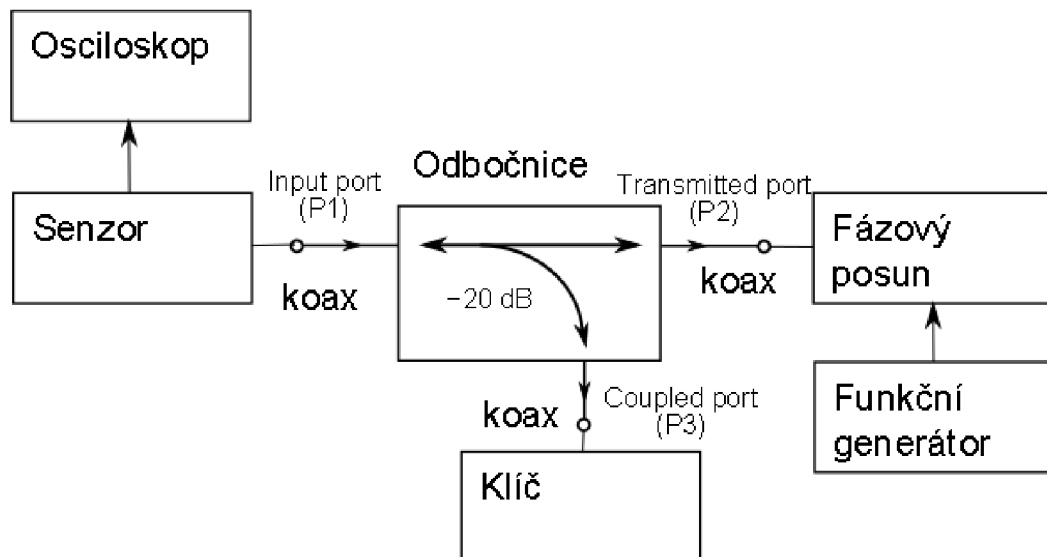 Osciloskop
Senzor
Input port
(P1)
koax
Odbočnice
−20 dB
Transmitted port
(P2)
koax
Fázový
posun
Funkční
generátor
koax
Coupled port
(P3)
Klíč